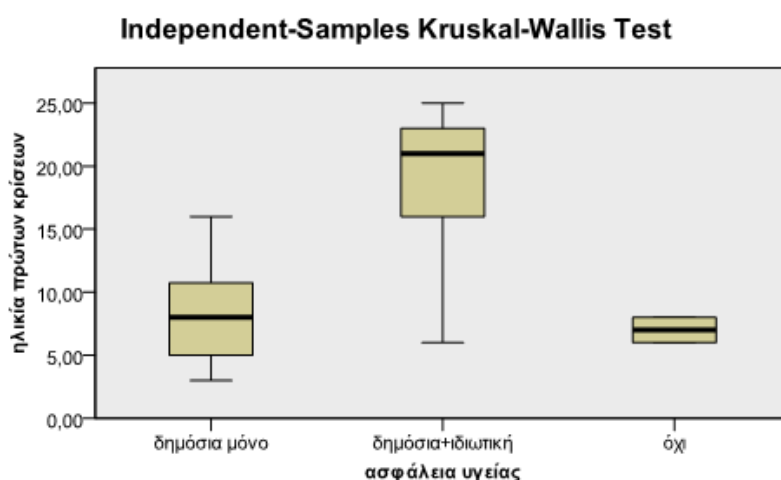 Independent-Samples Kruskal-Wallis Test
25,00
20,00
15,00
10,00
5,00
0,00
ηλικία πρώτων κρίσεων
δημόσια μόνο
δημόσια+ιδιωτική
όχι
ασφάλεια υγείας